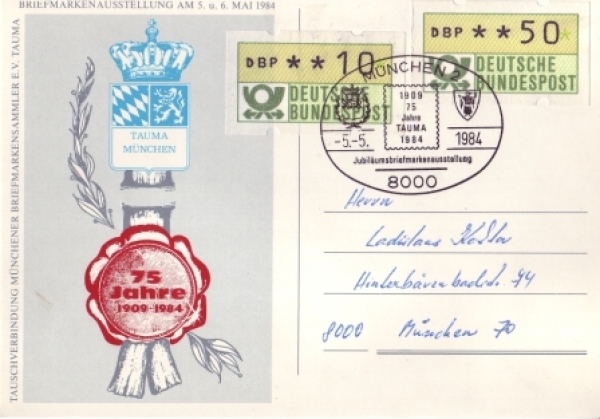 BRIEFMARKENAUSSTELLUNG AM 5. u. 6. MAI 1984
TAUSCHVERBINDUNG MÜNCHENER BRIEFMARKENSAMMLER E.V. TAUMA
TAUMA
MÜNCHEN
75
Jahre
1909-1984
DBP **10
DEUTSCHE
BUNDESPOST
DBP **50
DEUTSCHE
BUNDESPOST
MÜNCHEN 2
1909
75
Jahre
TAUMA
1984
-5.-5. 1984
Jubiläumsbriefmarkenausstellung
8000
Herrn
Ladislaus
Hinterbärenbadstr. 44
8000 München 70